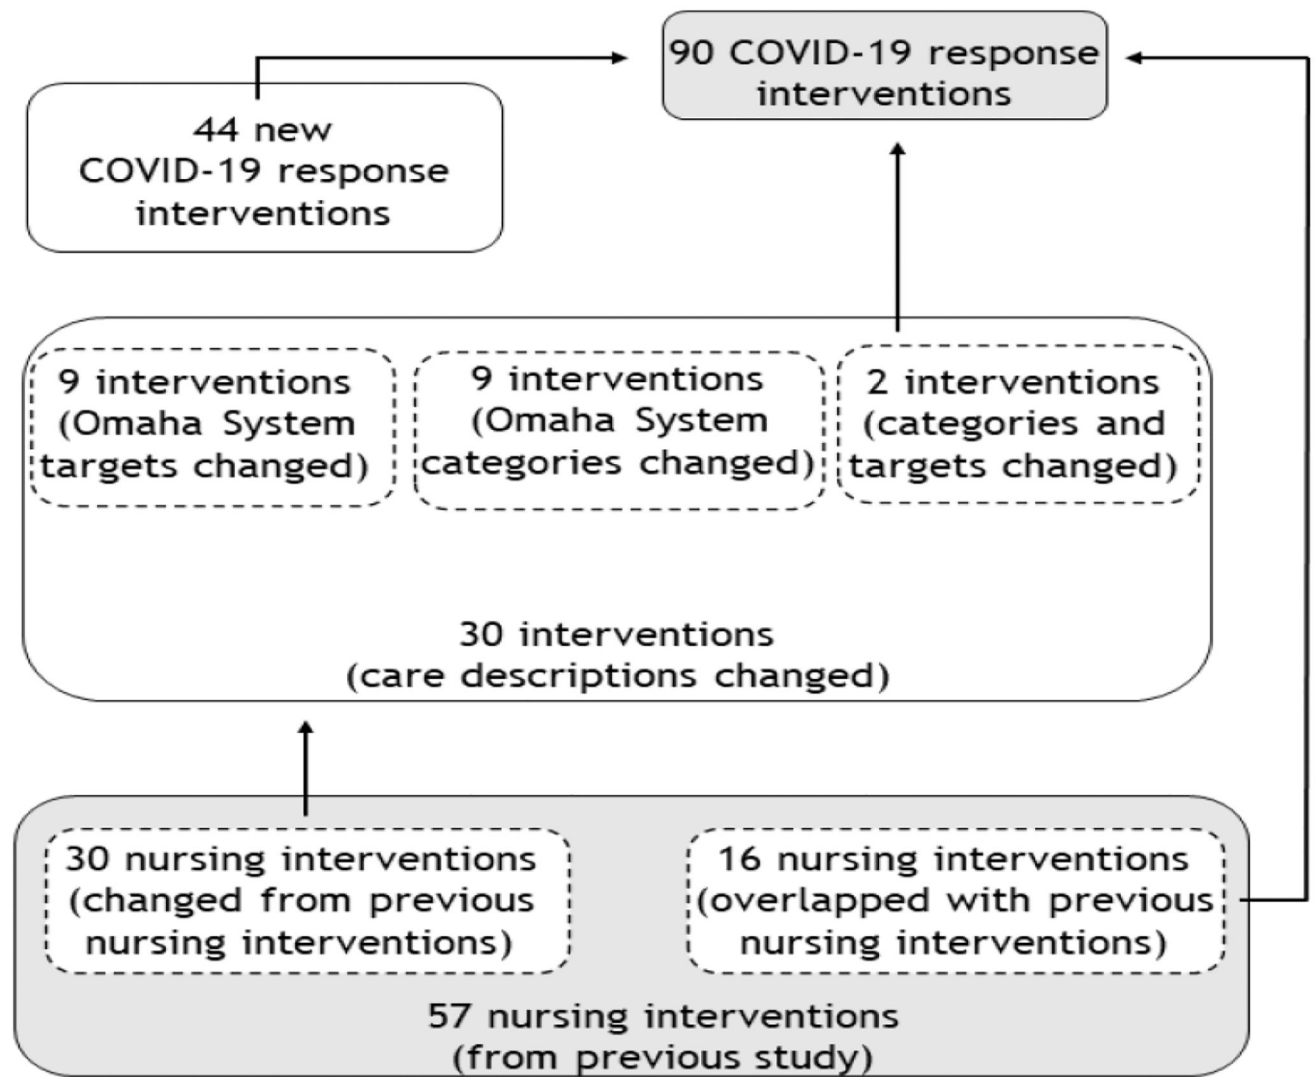 90 COVID-19 response
interventions
44 new
COVID-19 response
interventions
9 interventions
(Omaha System
targets changed)
9 interventions
(Omaha System
categories changed)
2 interventions
(categories and
targets changed)
30 interventions
(care descriptions changed)
30 nursing interventions
(changed from previous
nursing interventions)
16 nursing interventions
(overlapped with previous
nursing interventions)
57 nursing interventions
(from previous study)